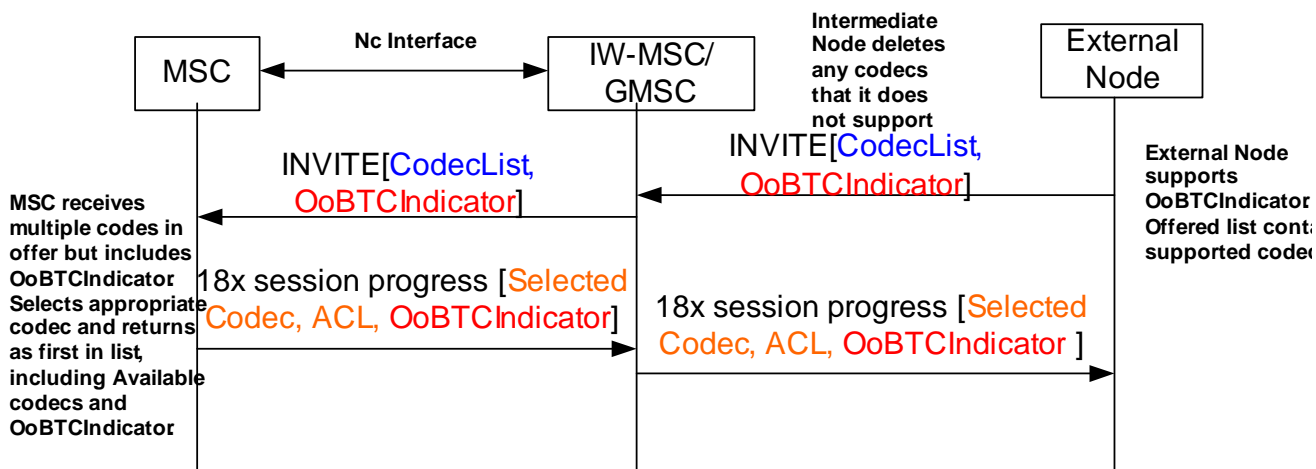 MSC
Nc Interface
IW-MSC/
GMSC
Intermediate
Node deletes
any codecs
that it does
not support
External
Node
INVITE[CodecList,
OoBTCIndicator]
INVITE[CodecList,
OoBTCIndicator]
External Node
supports
OoBTCIndicator.
Offered list
supported
MSC receives
multiple codes in
offer but includes
OoBTCIndicator.
Selects appropriate
codec and returns
as first in list,
including Available
codecs and
OoBTCIndicator.
18x session progress [Selected
Codec, ACL, OoBTCIndicator]
18x session progress [Selected
Codec, ACL, OoBTCIndicator ]